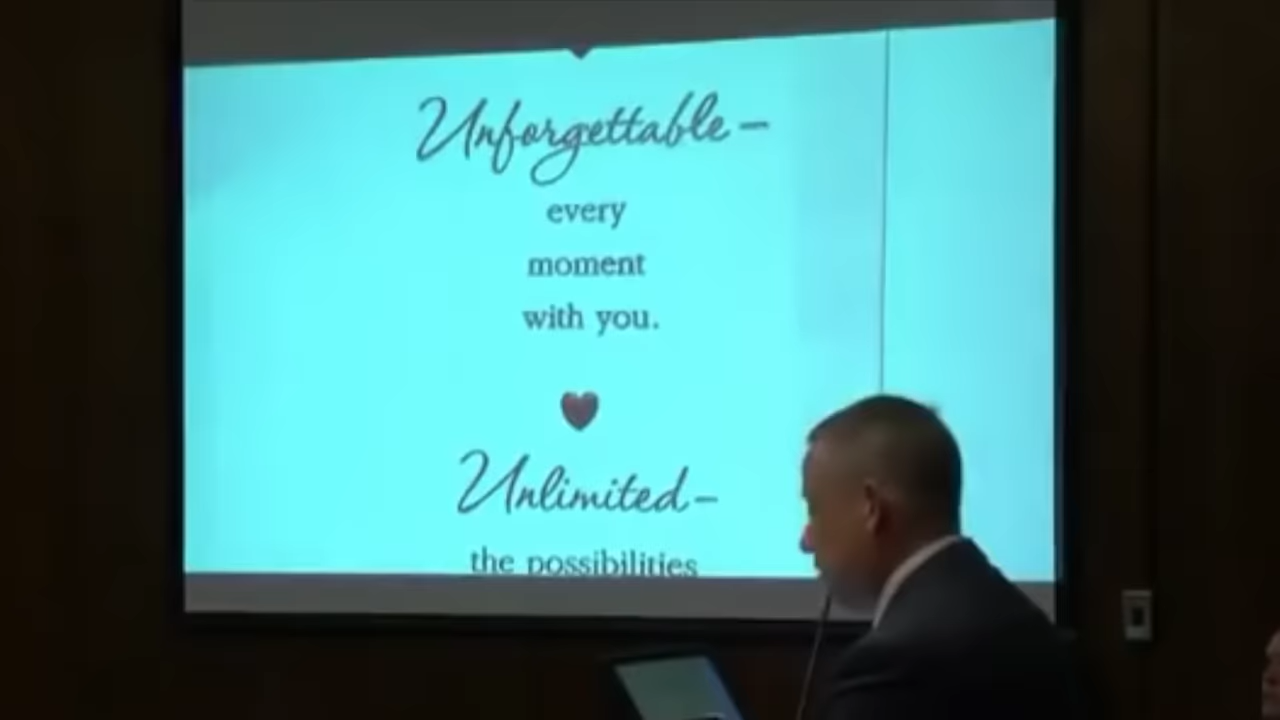 Unforgettable –
every
moment
with you.
Unlimited –
the possibilities